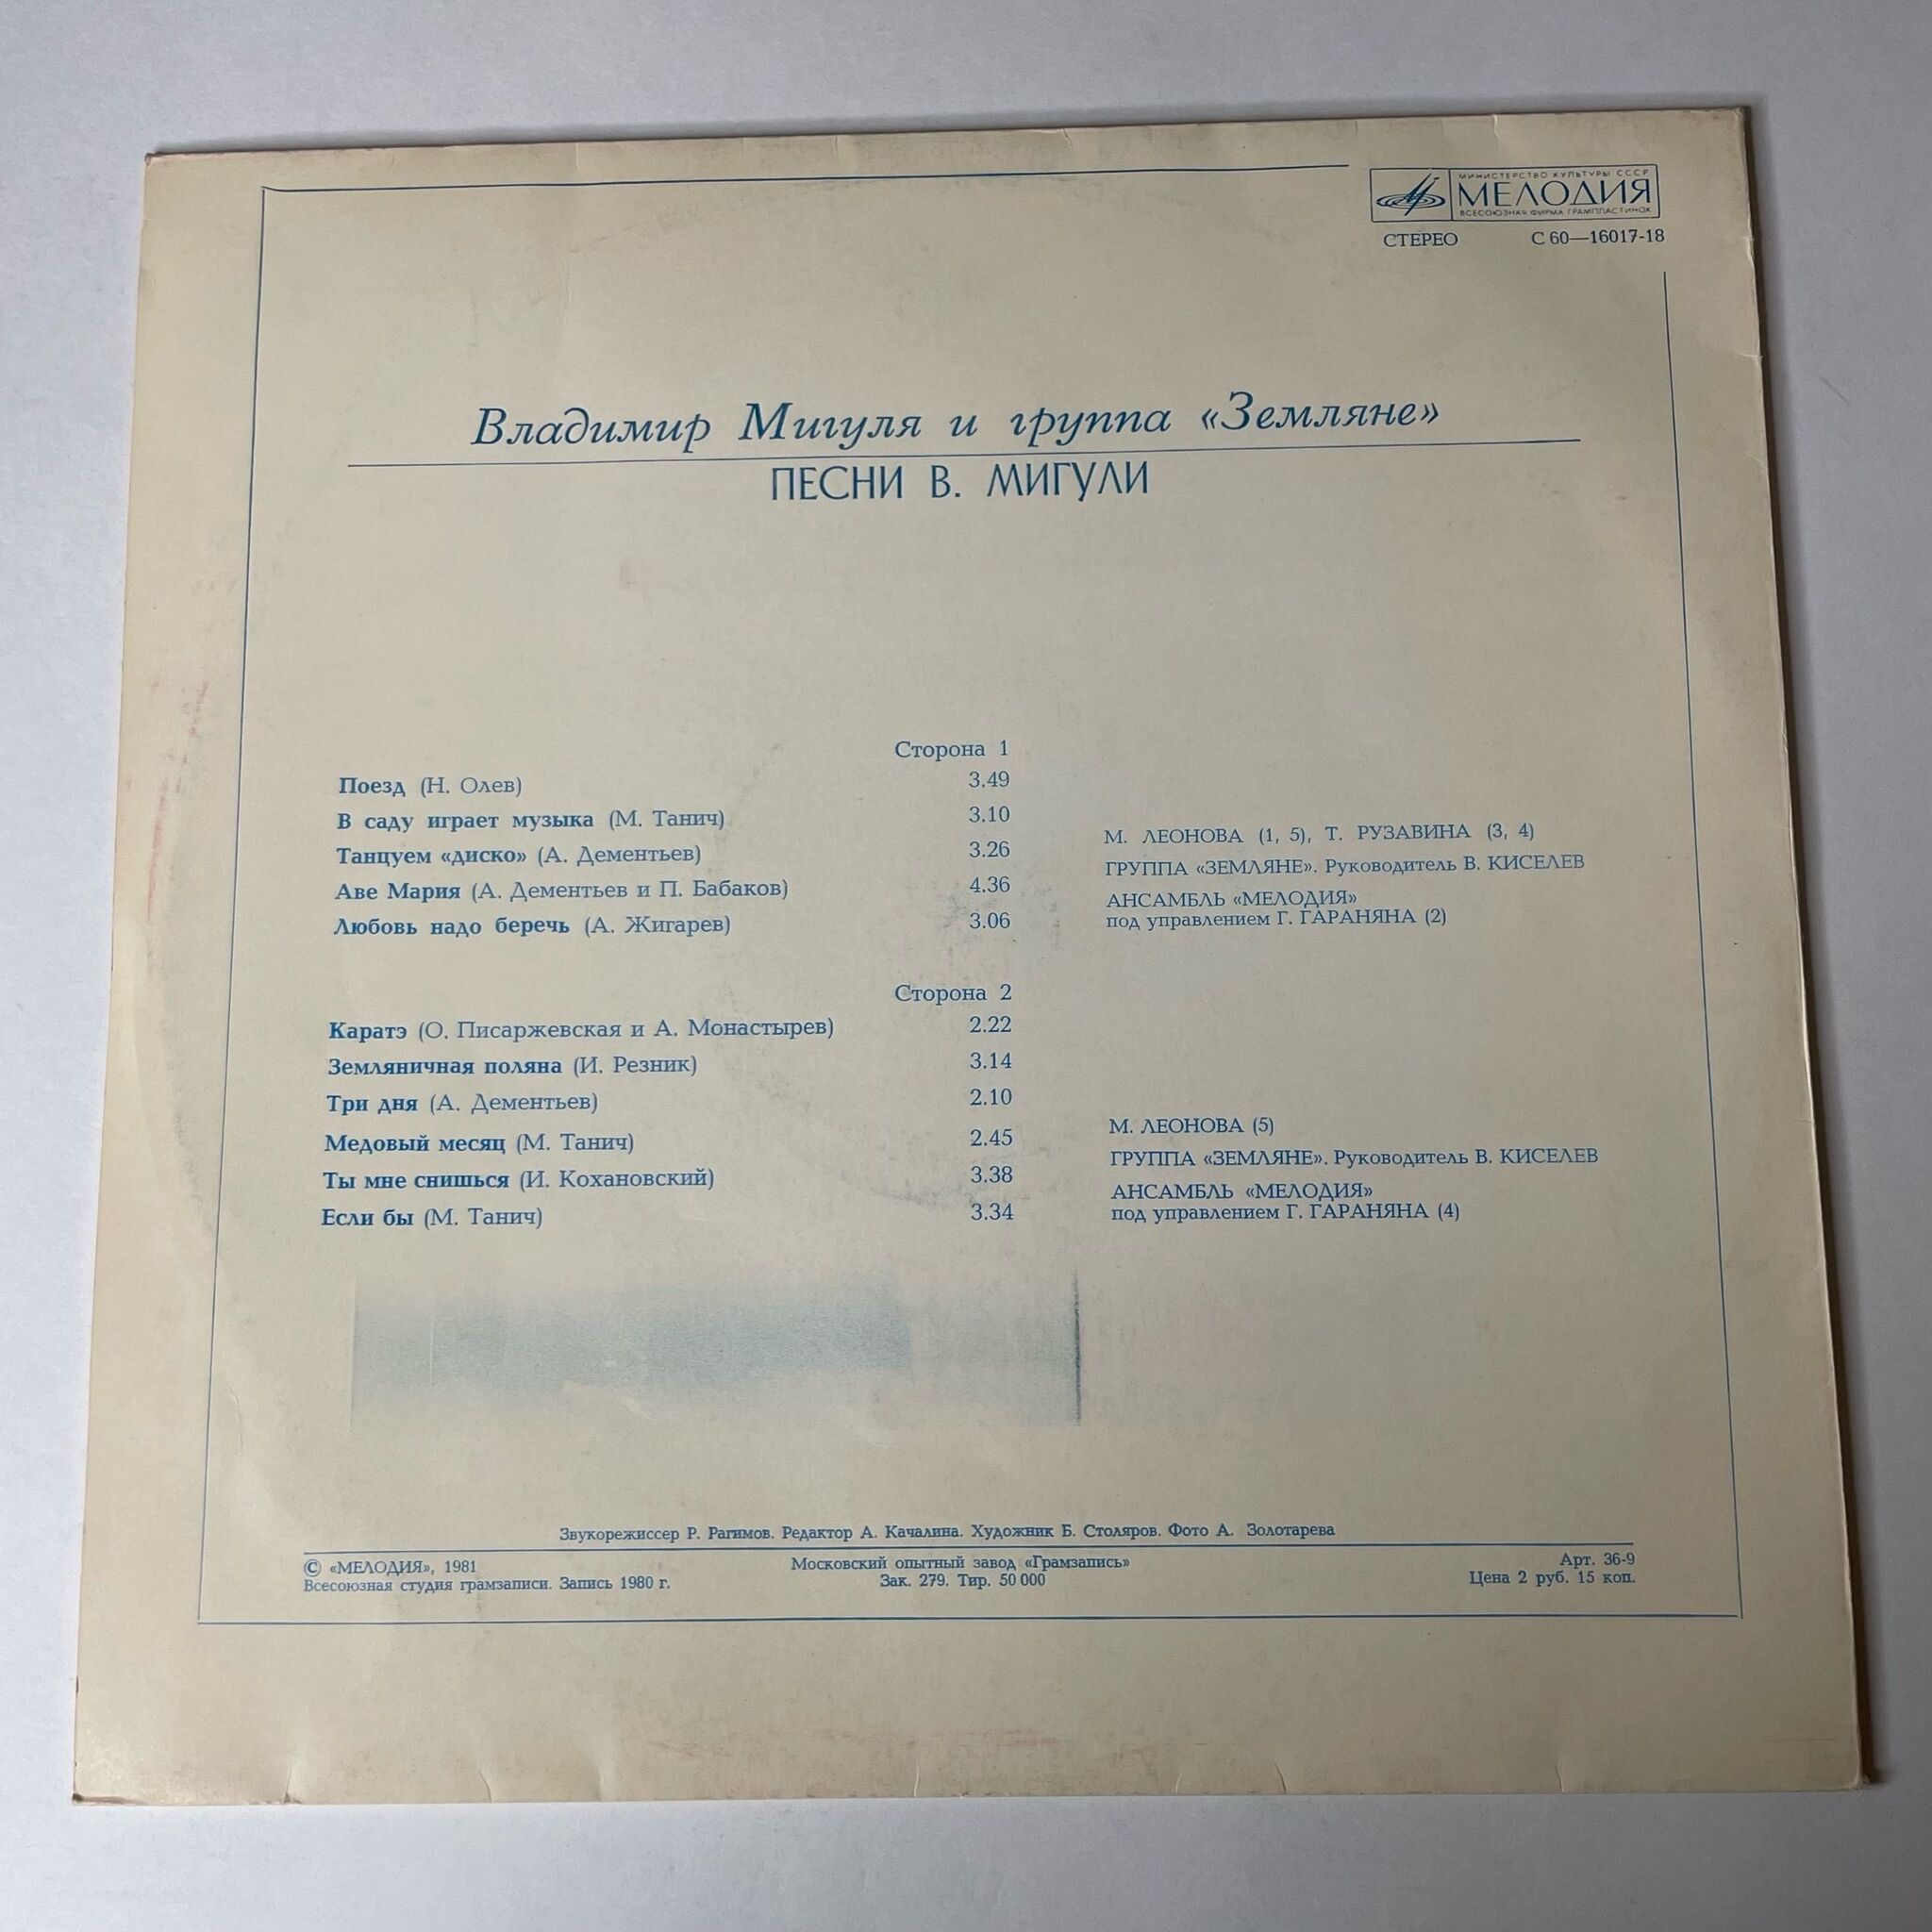 МИНИСТЕРСТВО КУЛЬТУРЫ СССР
МЕЛОДИЯ
ВСЕСОЮЗНАЯ ФИРМА ГРАМПЛАСТИНОК
СТЕРЕО С 60—16017-18
Владимир Мигуля и группа «Земляне»
ПЕСНИ В. МИГУЛИ
Сторона 1
Поезд (Н. Олев) 3.49
В саду играет музыка (М. Танич) 3.10
Танцуем «диско» (А. Дементьев) 3.26
Аве Мария (А. Дементьев и П. Бабаков) 4.36
Любовь надо беречь (А. Жигарев) 3.06
М. ЛЕОНОВА (1, 5), Т. РУЗАВИНА (3, 4)
ГРУППА «ЗЕМЛЯНЕ». Руководитель В. КИСЕЛЕВ
АНСАМБЛЬ «МЕЛОДИЯ»
под управлением Г. ГАРАНЯНА (2)
Сторона 2
Каратэ (О. Писаржевская и А. Монастырев) 2.22
Земляничная поляна (И. Резник) 3.14
Три дня (А. Дементьев) 2.10
Медовый месяц (М. Танич) 2.45
Ты мне снишься (И. Кохановский) 3.38
Если бы (М. Танич) 3.34
М. ЛЕОНОВА (5)
ГРУППА «ЗЕМЛЯНЕ». Руководитель В. КИСЕЛЕВ
АНСАМБЛЬ «МЕЛОДИЯ»
под управлением Г. ГАРАНЯНА (4)
Звукорежиссер Р. Рагимов. Редактор А. Качалина. Художник Б. Столяров. Фото А. Золотарева
© «МЕЛОДИЯ», 1981
Всесоюзная студия грамзаписи. Запись 1980 г.
Московский опытный завод «Грамзапись»
Зак. 279. Тир. 50 000
Арт. 36-9
Цена 2 руб. 15 коп.